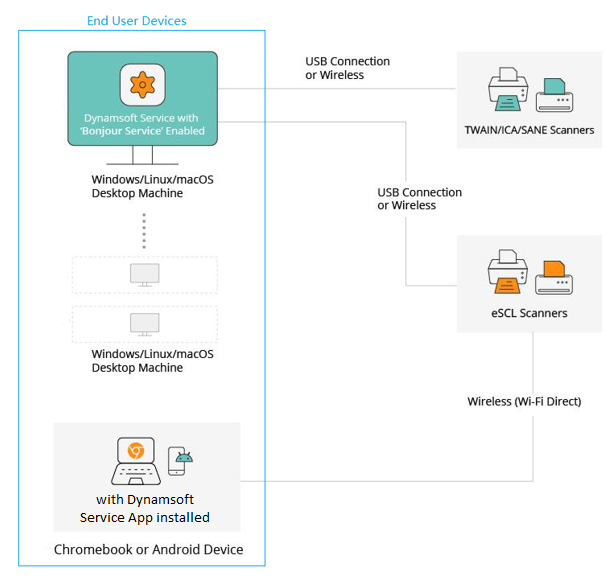 End User Devices
USB Connection
or Wireless
Dynamsoft Service with
'Bonjour Service' Enabled
TWAIN/ICA/SANE Scanners
Windows/Linux/macOS
Desktop Machine
USB Connection
or Wireless
eSCL Scanners
Windows/Linux/macOS
Desktop Machine
Wireless (Wi-Fi Direct)
with Dynamsoft
Service App installed
Chromebook or Android Device